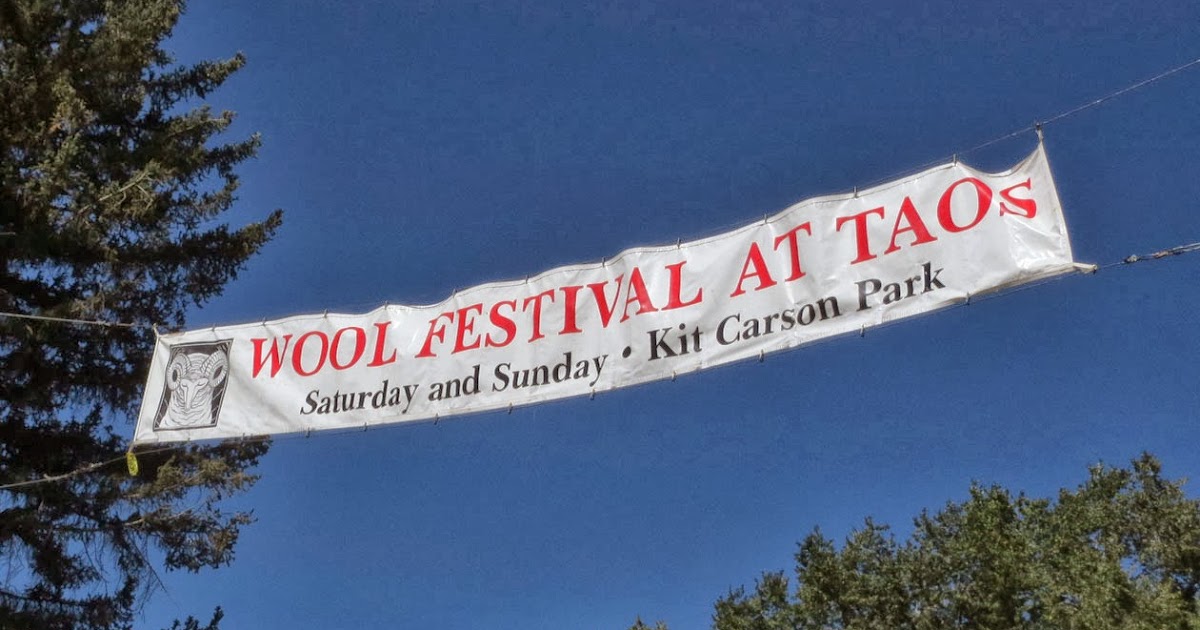 WOOL FESTIVAL AT TAOS
Saturday and Sunday • Kit Carson Park